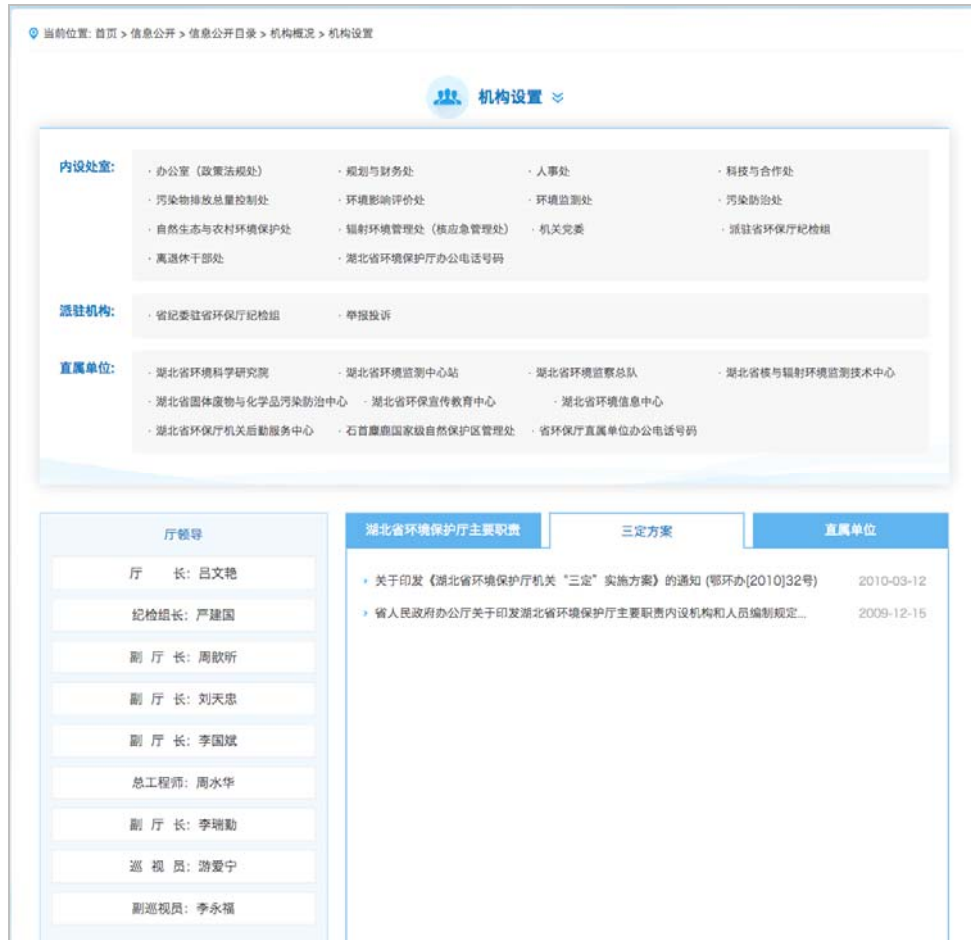 当前位置: 首页 > 信息公开 > 信息公开目录 > 机构概况 > 机构设置
机构设置
内设处室: · 办公室（政策法规处） · 规划与财务处 · 人事处 · 科技与合作处
· 污染物排放总量控制处 · 环境影响评价处 · 环境监测处 · 污染防治处
· 自然生态与农村环境保护处 · 辐射环境管理处（核应急管理处） · 机关党委 · 派驻省环保厅纪检组
· 离退休干部处 · 湖北省环境保护厅办公电话号码
派驻机构: · 省纪委驻省环保厅纪检组 · 举报投诉
直属单位: · 湖北省环境科学研究院 · 湖北省环境监测中心站 · 湖北省环境监察总队 · 湖北省核与辐射环境监测技术中心
· 湖北省固体废物与化学品污染防治中心 · 湖北省环保宣传教育中心 · 湖北省环境信息中心
· 湖北省环保厅机关后勤服务中心 · 石首麋鹿国家级自然保护区管理处 · 省环保厅直属单位办公电话号码
厅领导
厅 长: 吕文艳
纪检组长: 严建国
副 厅 长: 周歆昕
副 厅 长: 刘天忠
副 厅 长: 李国斌
总工程师: 周水华
副 厅 长: 李瑞勤
巡 视 员: 游爱宁
副巡视员: 李永福
湖北省环境保护厅主要职责 三定方案 直属单位
关于印发《湖北省环境保护厅机关“三定”实施方案》的通知 (鄂环办[2010]32号) 2010-03-12
省人民政府办公厅关于印发湖北省环境保护厅主要职责内设机构和人员编制规定... 2009-12-15